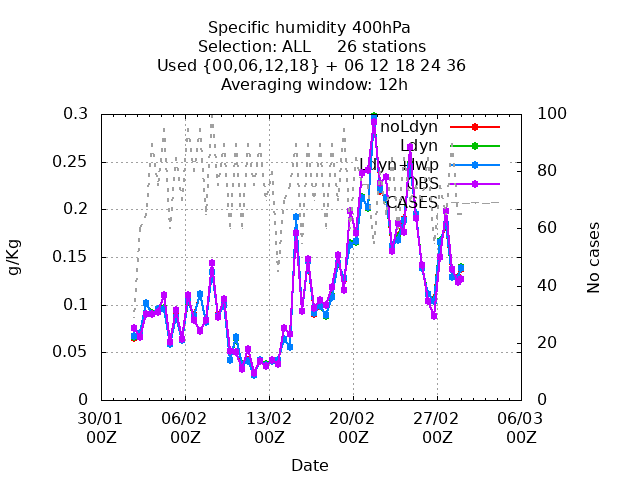 Specific humidity 400hPa
Selection: ALL 26 stations
Used {00,06,12,18} + 06 12 18 24 36
Averaging window: 12h
0.3
0.25
0.2
0.15
0.1
0.05
0
100
80
60
40
20
0
g/Kg
No cases
noLdyn
Ldyn
Ldyn+lwp
OBS
CASES
30/01 06/02 13/02 20/02 27/02 06/03
00Z 00Z 00Z 00Z 00Z 00Z
Date